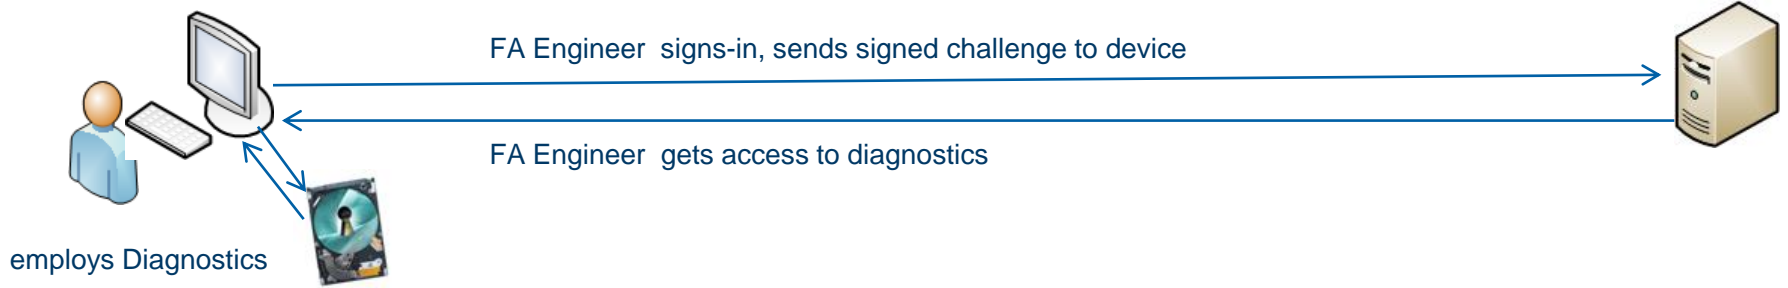 FA Engineer  signs-in, sends signed challenge to device
FA Engineer  gets access to diagnostics
employs Diagnostics